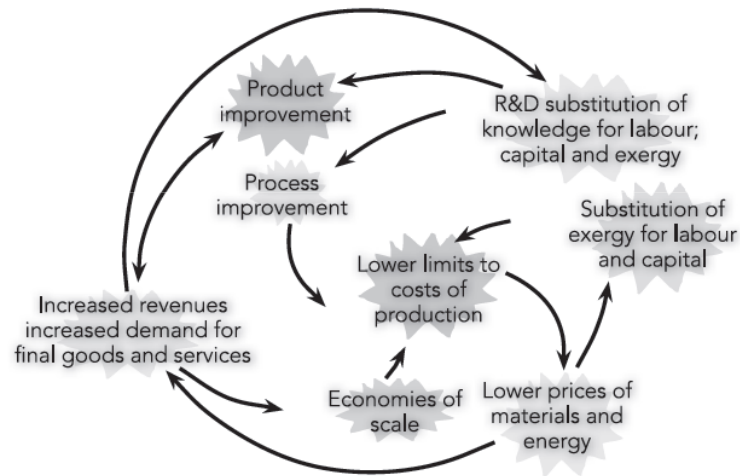 Product
improvement
R&D substitution of
knowledge for labour;
capital and exergy
Process
improvement
Substitution of
exergy for labour
and capital
Lower limits to
costs of
production
Increased revenues
increased demand for
final goods and services
Economies of
scale
Lower prices of
materials and
energy